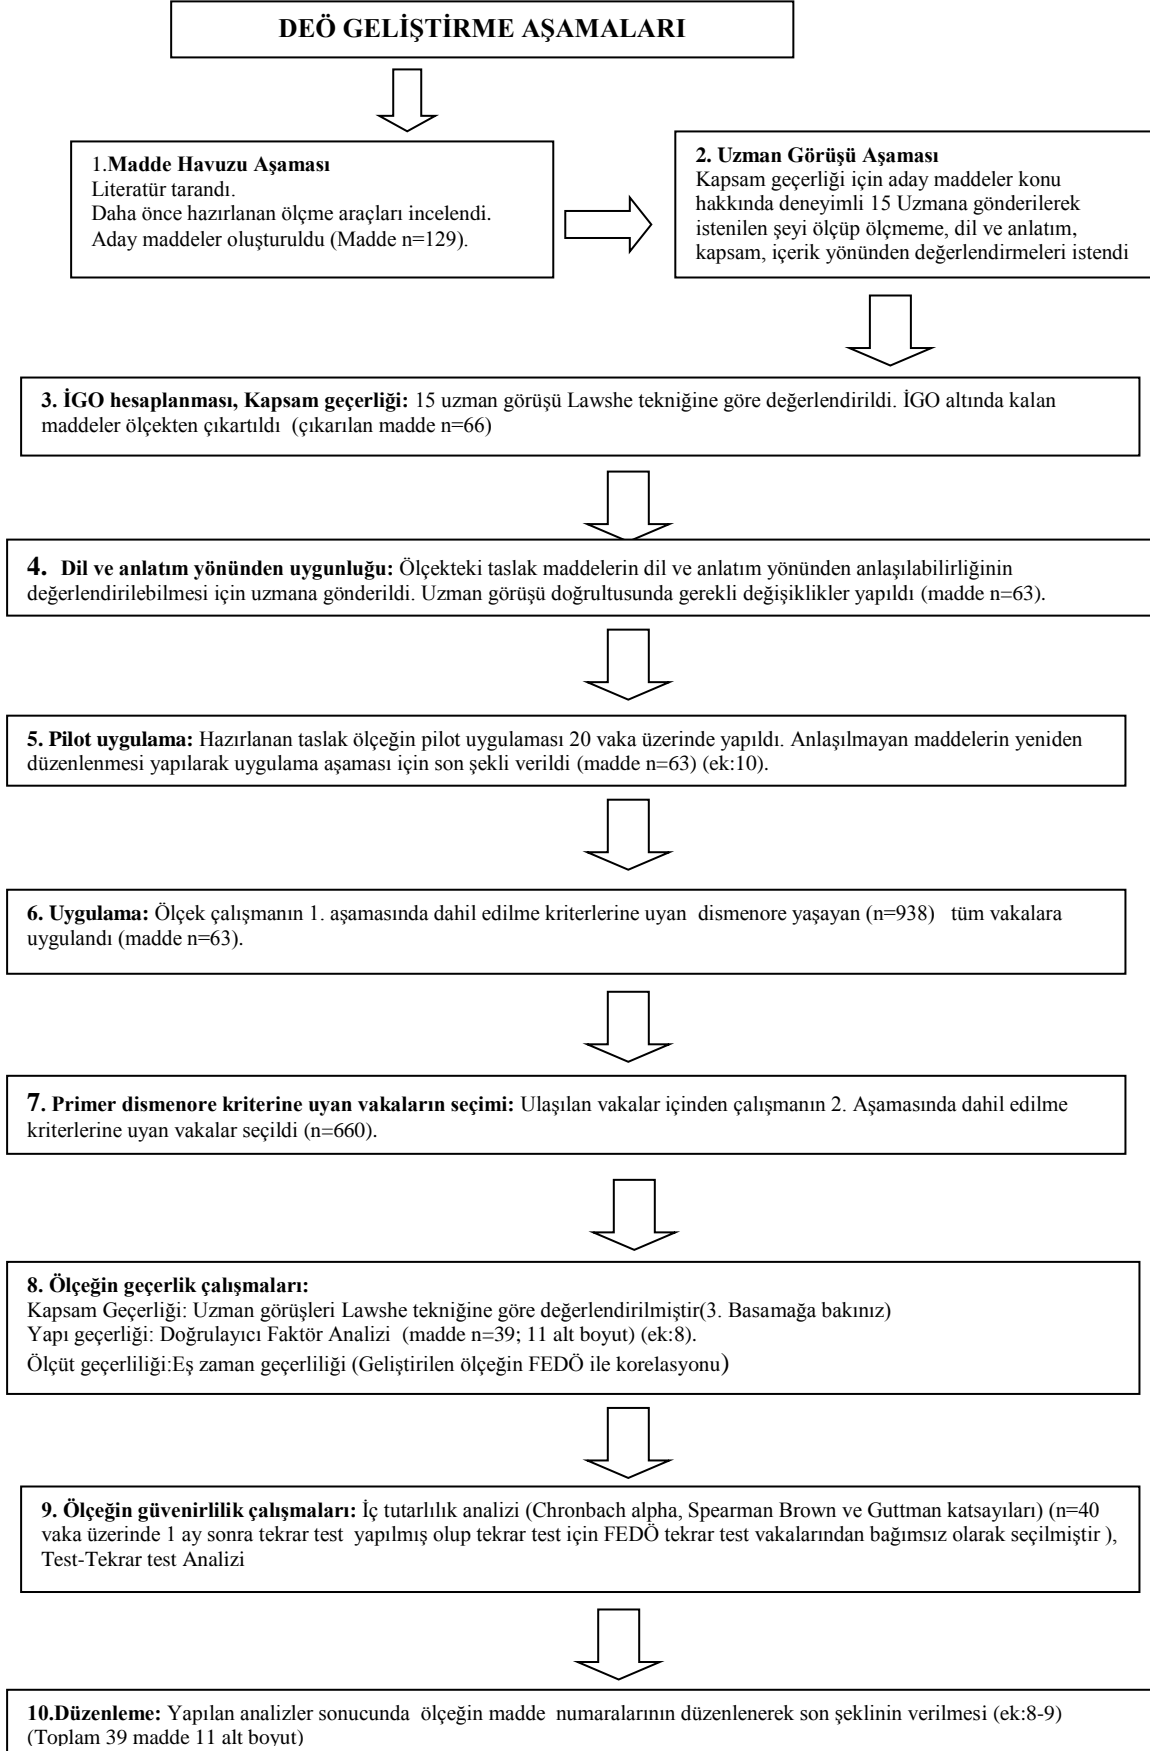 DEÖ GELİŞTİRME AŞAMALARI
1.Madde Havuzu Aşaması
Literatür tarandı.
Daha önce hazırlanan ölçme araçları incelendi.
Aday maddeler oluşturuldu (Madde n=129).
2. Uzman Görüşü Aşaması
Kapsam geçerliği için aday maddeler konu
hakkında deneyimli 15 Uzmana gönderilerek
istenilen şeyi ölçüp ölçmeme, dil ve anlatım,
kapsam, içerik yönünden değerlendirmeleri istendi
3. İGO hesaplanması, Kapsam geçerliği: 15 uzman görüşü Lawshe tekniğine göre değerlendirildi. İGO altında kalan
maddeler ölçekten çıkartıldı (çıkarılan madde n=66)
4. Dil ve anlatım yönünden uygunluğu: Ölçekteki taslak maddelerin dil ve anlatım yönünden anlaşılabilirliğinin
değerlendirilebilmesi için uzmana gönderildi. Uzman görüşü doğrultusunda gerekli değişiklikler yapıldı (madde n=63).
5. Pilot uygulama: Hazırlanan taslak ölçeğin pilot uygulaması 20 vaka üzerinde yapıldı. Anlaşılmayan maddelerin yeniden
düzenlenmesi yapılarak uygulama aşaması için son şekli verildi (madde n=63) (ek:10).
6. Uygulama: Ölçek çalışmanın 1. aşamasında dahil edilme kriterlerine uyan dismenore yaşayan (n=938) tüm vakalara
uygulandı (madde n=63).
7. Primer dismenore kriterine uyan vakaların seçimi: Ulaşılan vakalar içinden çalışmanın 2. Aşamasında dahil edilme
kriterlerine uyan vakalar seçildi (n=660).
8. Ölçeğin geçerlik çalışmaları:
Kapsam Geçerliği: Uzman görüşleri Lawshe tekniğine göre değerlendirilmiştir(3. Basamağa bakınız)
Yapı geçerliği: Doğrulayıcı Faktör Analizi (madde n=39; 11 alt boyut) (ek:8).
Ölçüt geçerliliği:Eş zaman geçerliliği (Geliştirilen ölçeğin FEDÖ ile korelasyonu)
9. Ölçeğin güvenirlilik çalışmaları: İç tutarlılık analizi (Chronbach alpha, Spearman Brown ve Guttman katsayıları) (n=40
vaka üzerinde 1 ay sonra tekrar test yapılmış olup tekrar test için FEDÖ tekrar test vakalarından bağımsız olarak seçilmiştir ),
Test-Tekrar test Analizi
10.Düzenleme: Yapılan analizler sonucunda ölçeğin madde numaralarının düzenlenerek son şeklinin verilmesi (ek:8-9)
(Toplam 39 madde 11 alt boyut)